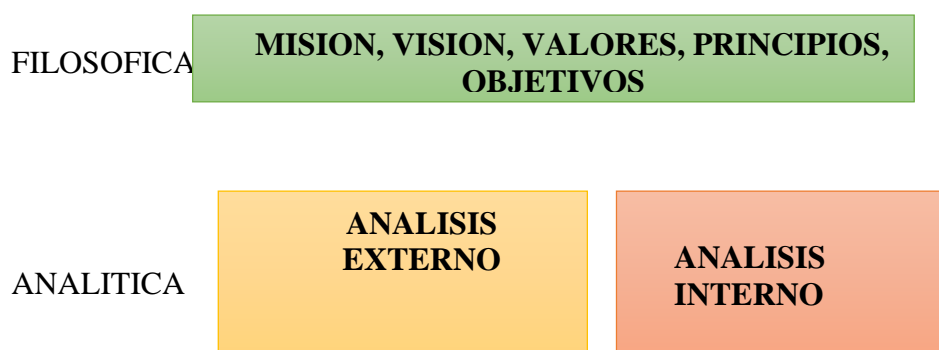 FILOSOFICA
MISION, VISION, VALORES, PRINCIPIOS,
OBJETIVOS
ANALITICA
ANALISIS
EXTERNO
ANALISIS
INTERNO